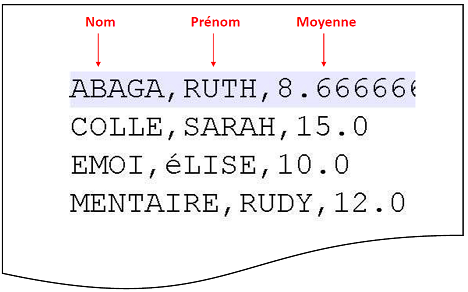 Nom Prénom Moyenne
ABAGA,RUTH,8.666666
COLLE,SARAH,15.0
EMOI,éLISE,10.0
MENTAIRE,RUDY,12.0